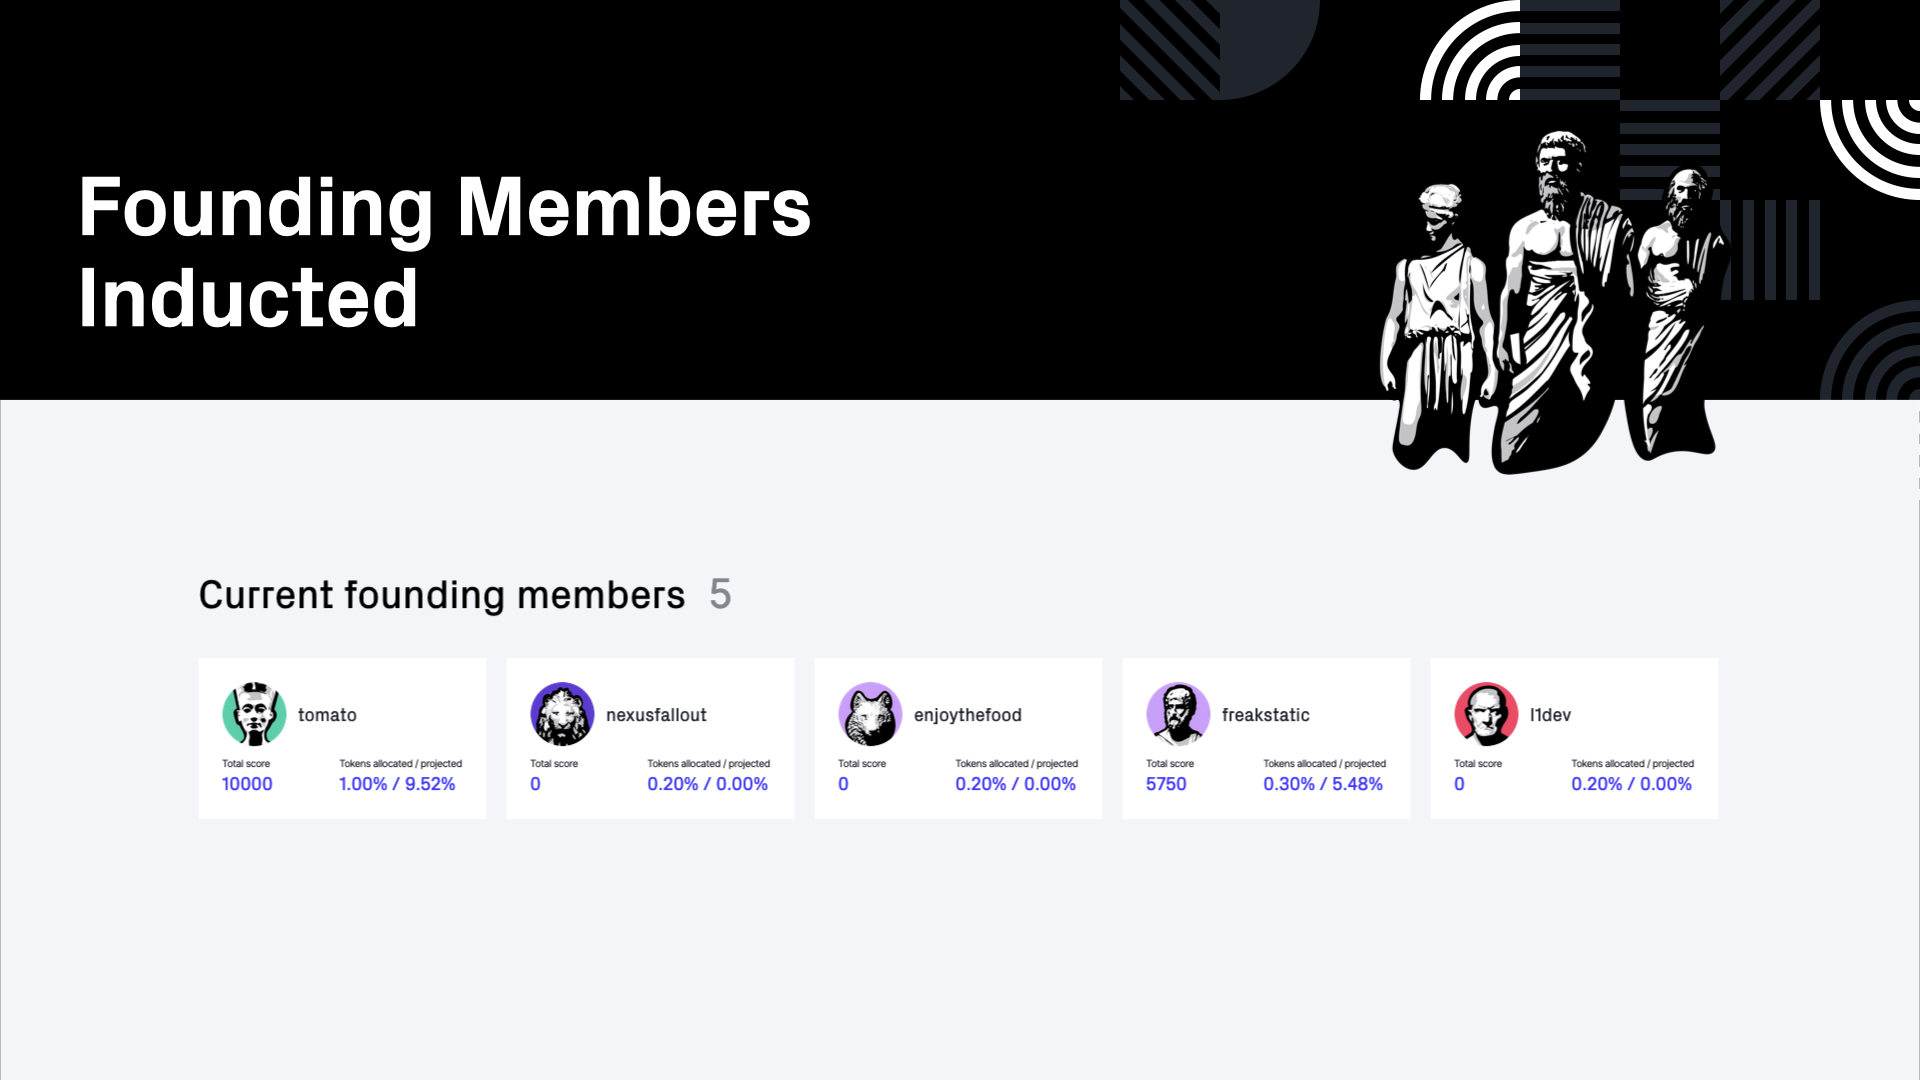 Founding Members
Inducted
Current founding members 5
tomato
Total score
10000
Tokens allocated / projected
1.00% / 9.52%
nexusfallout
Total score
0
Tokens allocated / projected
0.20% / 0.00%
enjoythefood
Total score
0
Tokens allocated / projected
0.20% / 0.00%
freakstatic
Total score
5750
Tokens allocated / projected
0.30% / 5.48%
l1dev
Total score
0
Tokens allocated / projected
0.20% / 0.00%